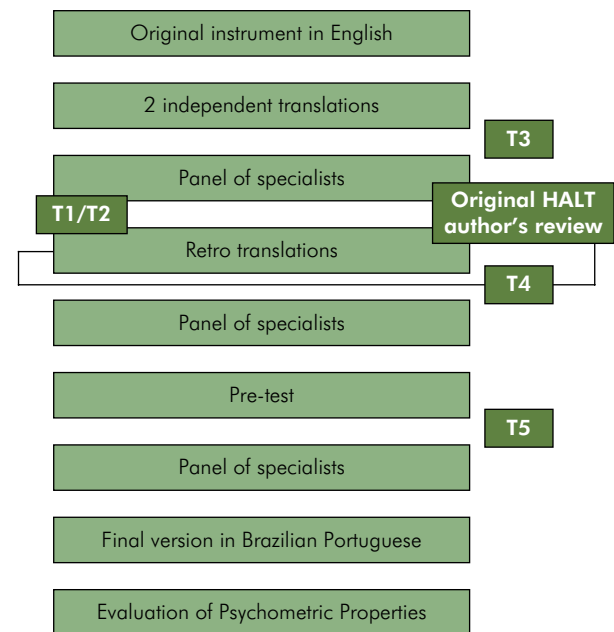 Original instrument in English
2 independent translations
T3
Panel of specialists
T1/T2
Original HALT
author's review
Retro translations
T4
Panel of specialists
Pre-test
T5
Panel of specialists
Final version in Brazilian Portuguese
Evaluation of Psychometric Properties